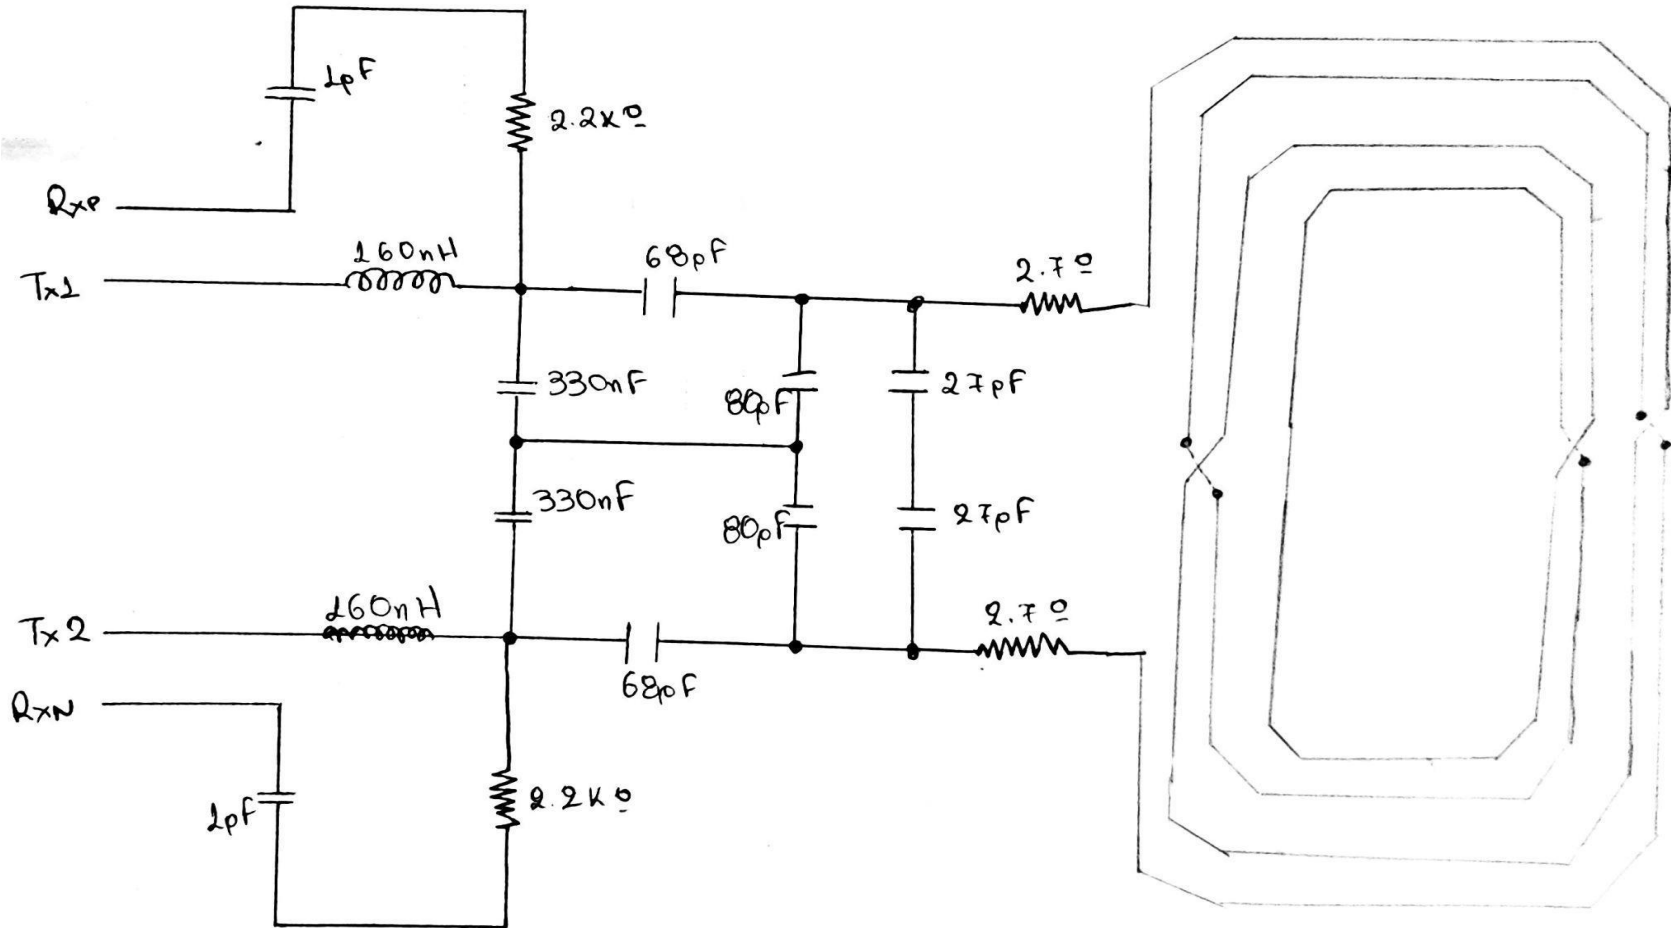 1pF
2.2KΩ
RxP
160nH
68pF
Tx1
2.7Ω
330nF
80pF
27pF
330nF
80pF
27pF
160nH
2.7Ω
Tx2
68pF
RxN
1pF
2.2KΩ